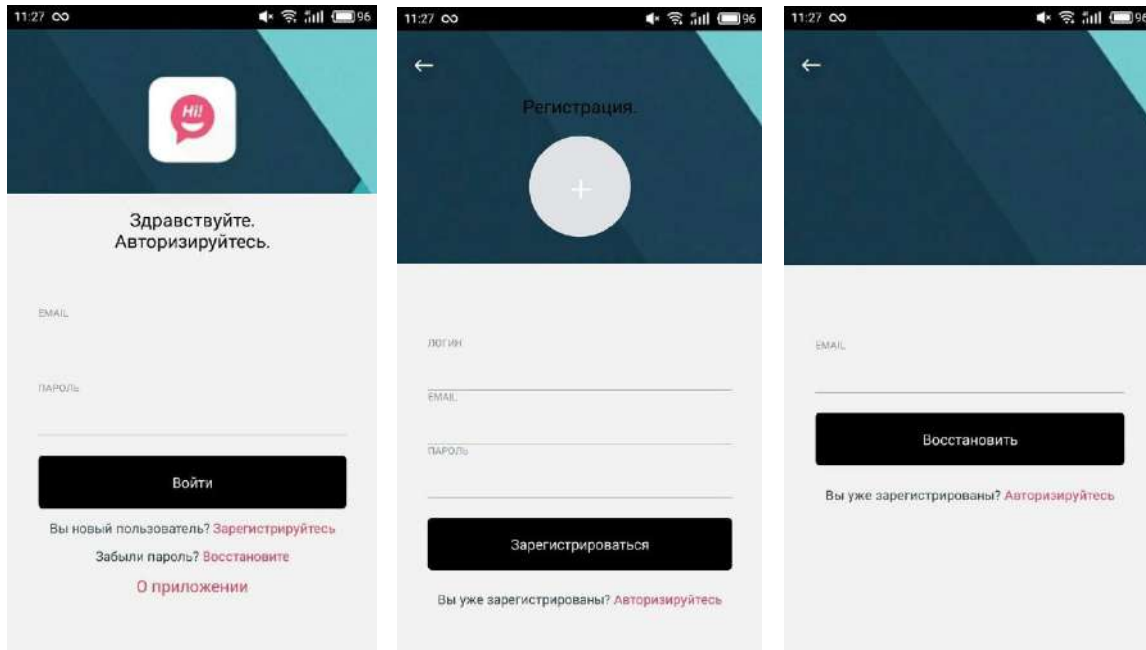 11:27
96
Hi!
Здравствуйте.
Авторизируйтесь.
EMAIL
ПАРОЛЬ
Войти
Вы новый пользователь? Зарегистрируйтесь
Забыли пароль? Восстановите
О приложении
11:27
96
Регистрация.
+
ЛОГИН
EMAIL
ПАРОЛЬ
Зарегистрироваться
Вы уже зарегистрированы? Авторизируйтесь
11:27
96
EMAIL
Восстановить
Вы уже зарегистрированы? Авторизируйтесь